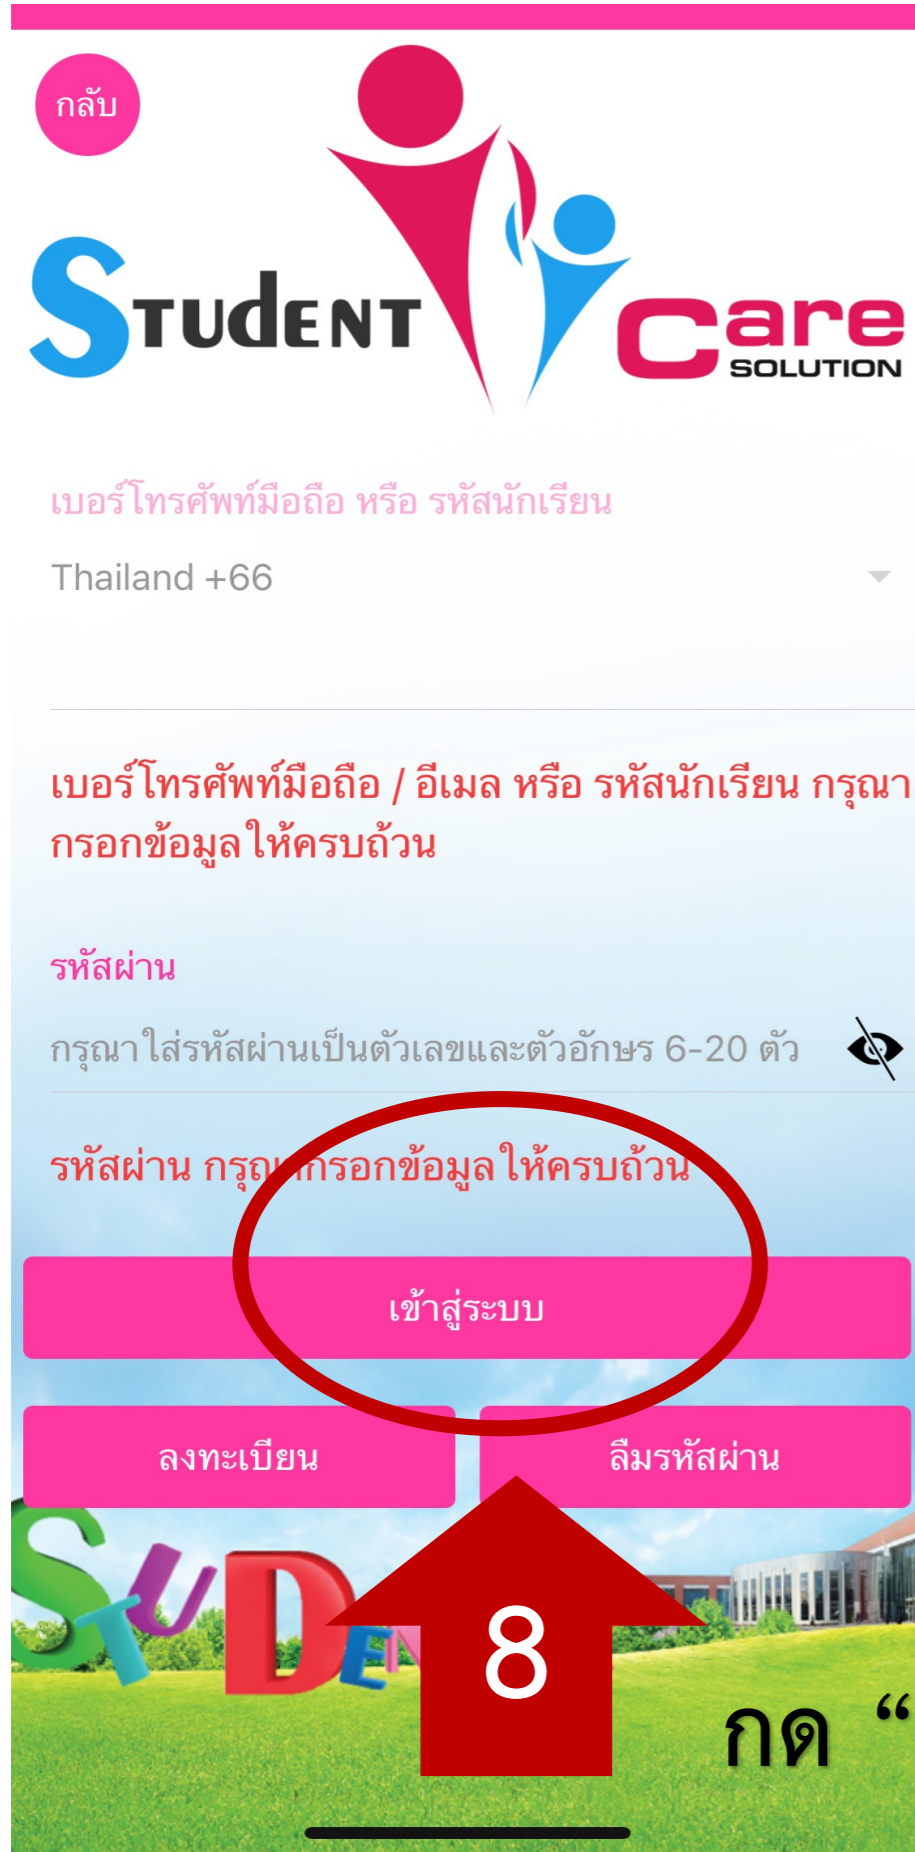 กลับ
STUdENT care
SOLUTION
เบอร์โทรศัพท์มือถือ หรือ รหัสนักเรียน
Thailand +66
เบอร์โทรศัพท์มือถือ / อีเมล หรือ รหัสนักเรียน กรุณา
กรอกข้อมูลให้ครบถ้วน
รหัสผ่าน
กรุณาใส่รหัสผ่านเป็นตัวเลขและตัวอักษร 6-20 ตัว
รหัสผ่าน กรุณากรอกข้อมูลให้ครบถ้วน
เข้าสู่ระบบ
ลงทะเบียน ลืมรหัสผ่าน
STUDEN
8
กด “